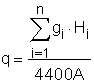 n
∑ gᵢ · Hᵢ
i=1
q = ―――――
4400A